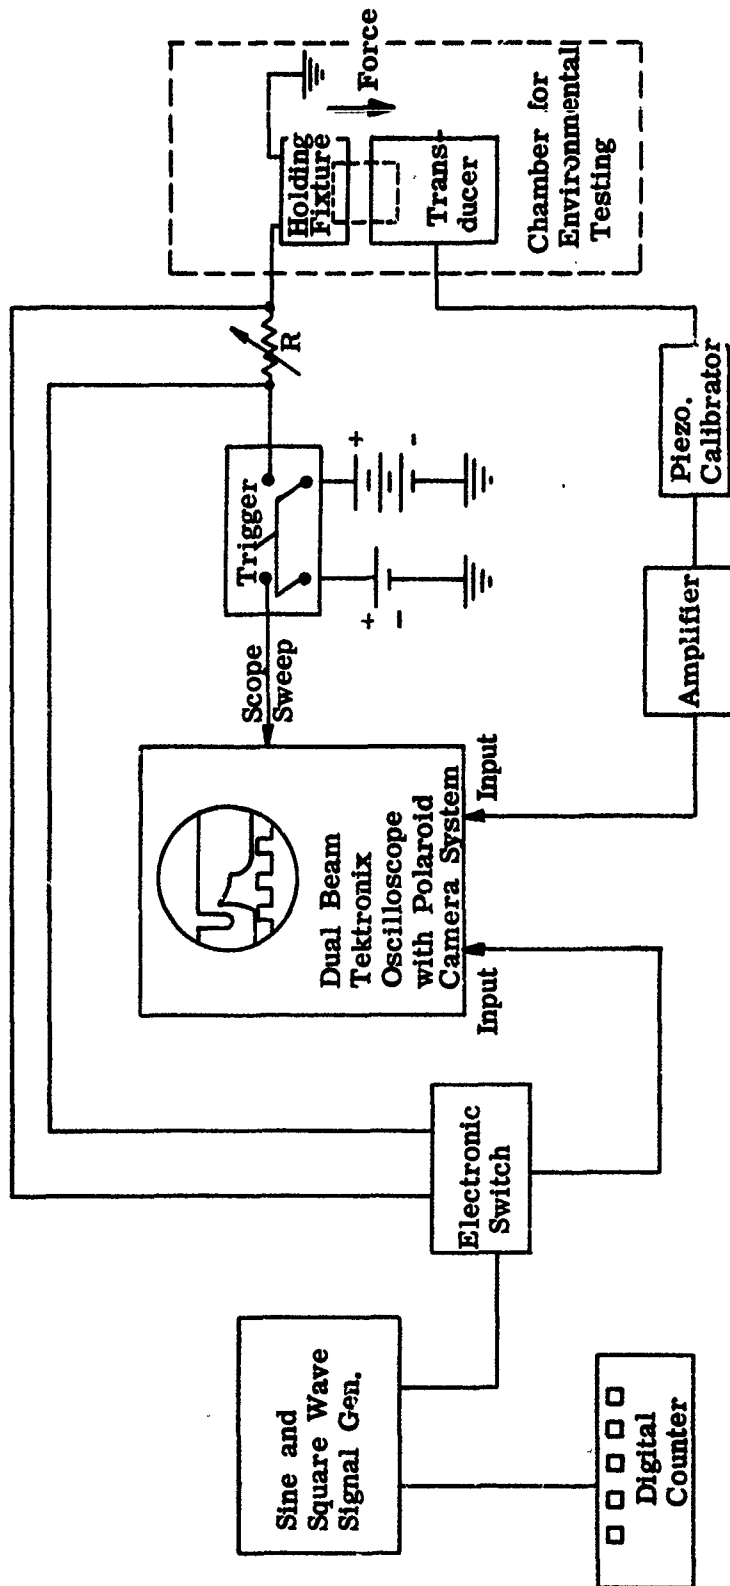 Sine and
Square Wave
Signal Gen.
Digital
Counter
Electronic
Switch
Dual Beam
Tektronix
Oscilloscope
with Polaroid
Camera System
Input
Input
Scope
Sweep
Trigger
+
-
+
-
R
Amplifier
Piezo.
Calibrator
Holding
Fixture
Force
Trans-
ducer
Chamber for
Environmental
Testing